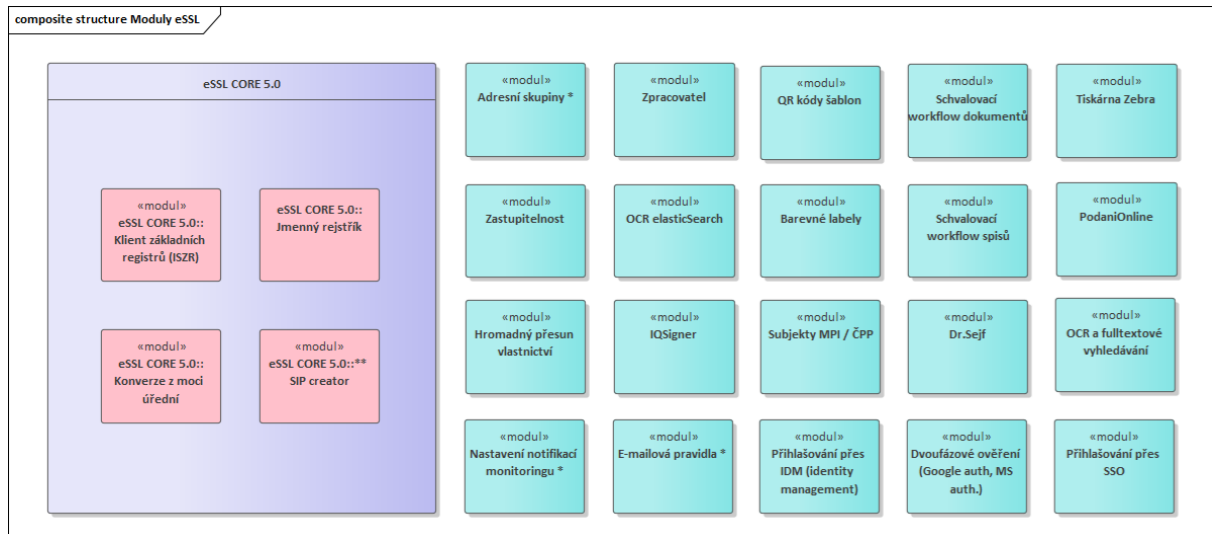 composite structure Moduly eSSL
eSSL CORE 5.0
«modul»
eSSL CORE 5.0::
Klient základních
registrů (ISZR)
eSSL CORE 5.0::
Jmenný rejstřík
«modul»
eSSL CORE 5.0::
Konverze z moci
úřední
«modul»
eSSL CORE 5.0::**
SIP creator
«modul»
Adresní skupiny *
«modul»
Zpracovatel
«modul»
QR kódy šablon
«modul»
Schvalovací
workflow dokumentů
«modul»
Tiskárna Zebra
«modul»
Zastupitelnost
«modul»
OCR elasticSearch
«modul»
Barevné labely
«modul»
Schvalovací
workflow spisů
«modul»
PodaniOnline
«modul»
Hromadný přesun
vlastnictví
«modul»
IQSigner
«modul»
Subjekty MPI / ČPP
«modul»
Dr.Sejf
«modul»
OCR a fulltextové
vyhledávání
«modul»
Nastavení notifikací
monitoringu *
«modul»
E-mailová pravidla *
«modul»
Přihlašování přes
IDM (identity
management)
«modul»
Dvoufázové ověření
(Google auth, MS
auth.)
«modul»
Přihlašování přes
SSO